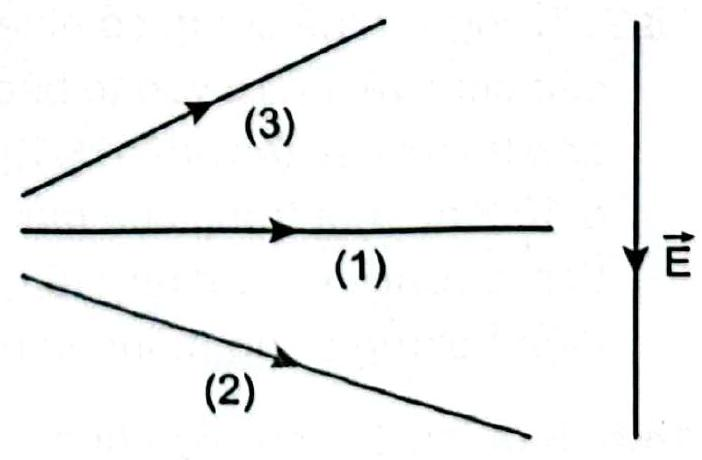 (3)
(1)
E⃗
(2)